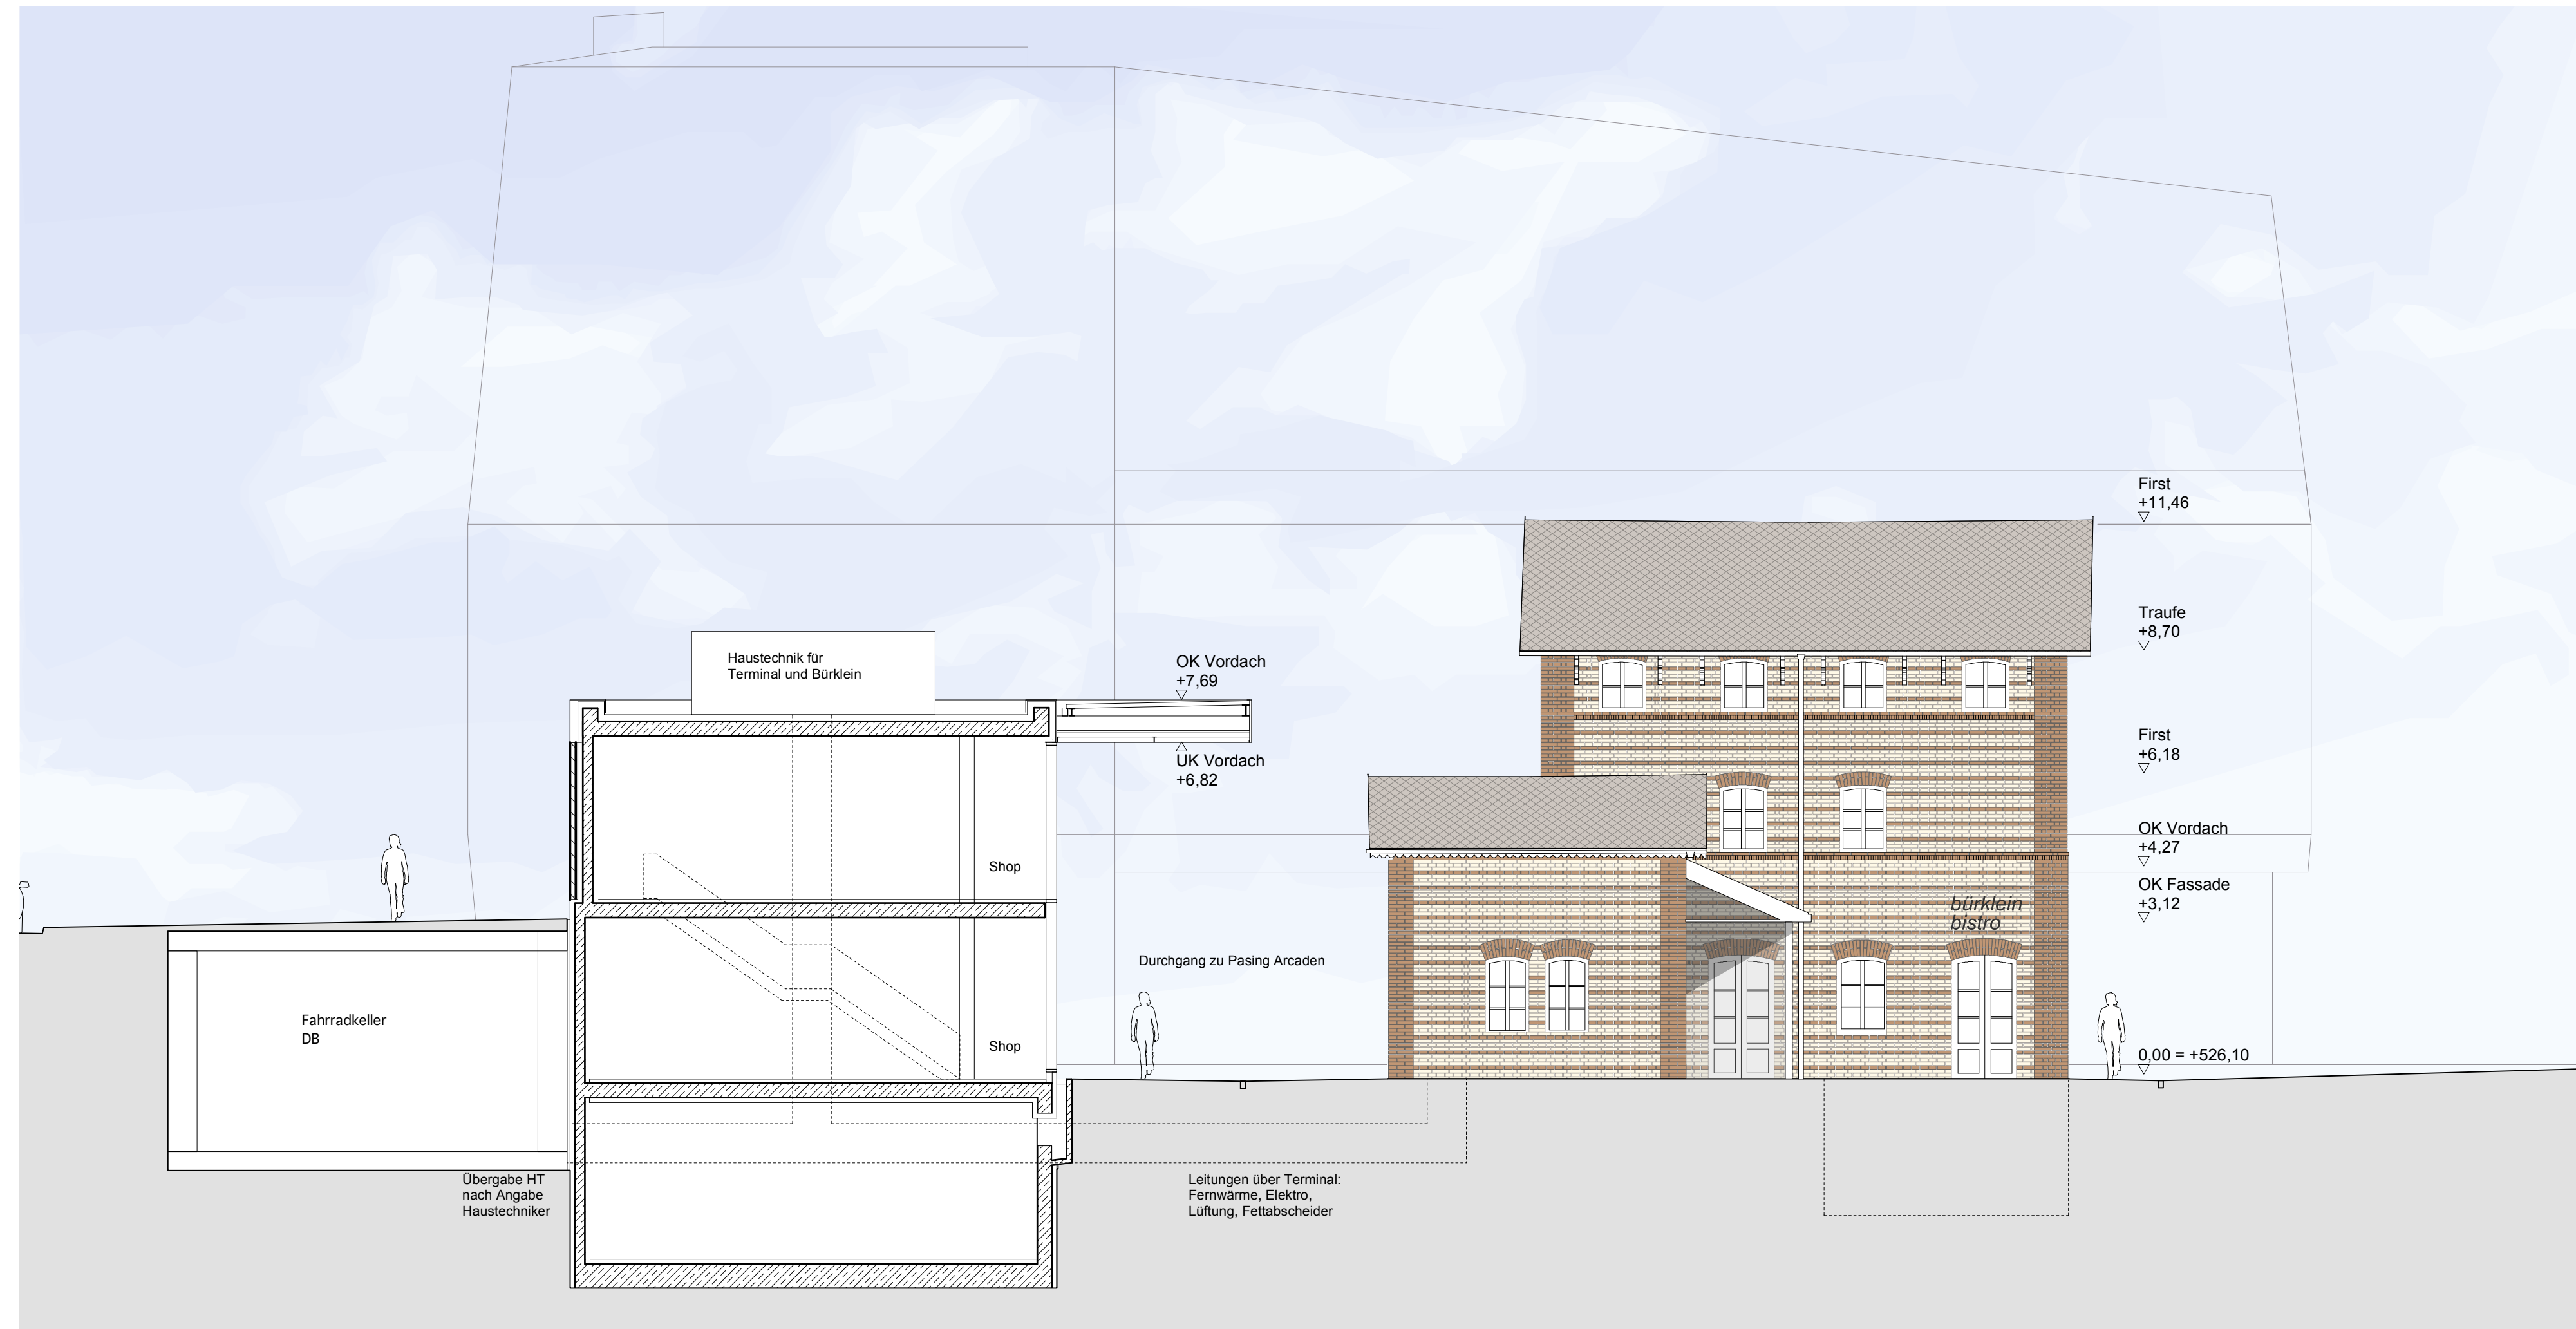 First
+11,46
Traufe
+8,70
Haustechnik für
Terminal und Bürklein
OK Vordach
+7,69
UK Vordach
+6,82
First
+6,18
OK Vordach
+4,27
OK Fassade
+3,12
Shop
bürklein
bistro
Durchgang zu Pasing Arcaden
Fahrradkeller
DB
Shop
0,00 = +526,10
Übergabe HT
nach Angabe
Haustechniker
Leitungen über Terminal:
Fernwärme, Elektro,
Lüftung, Fettabscheider